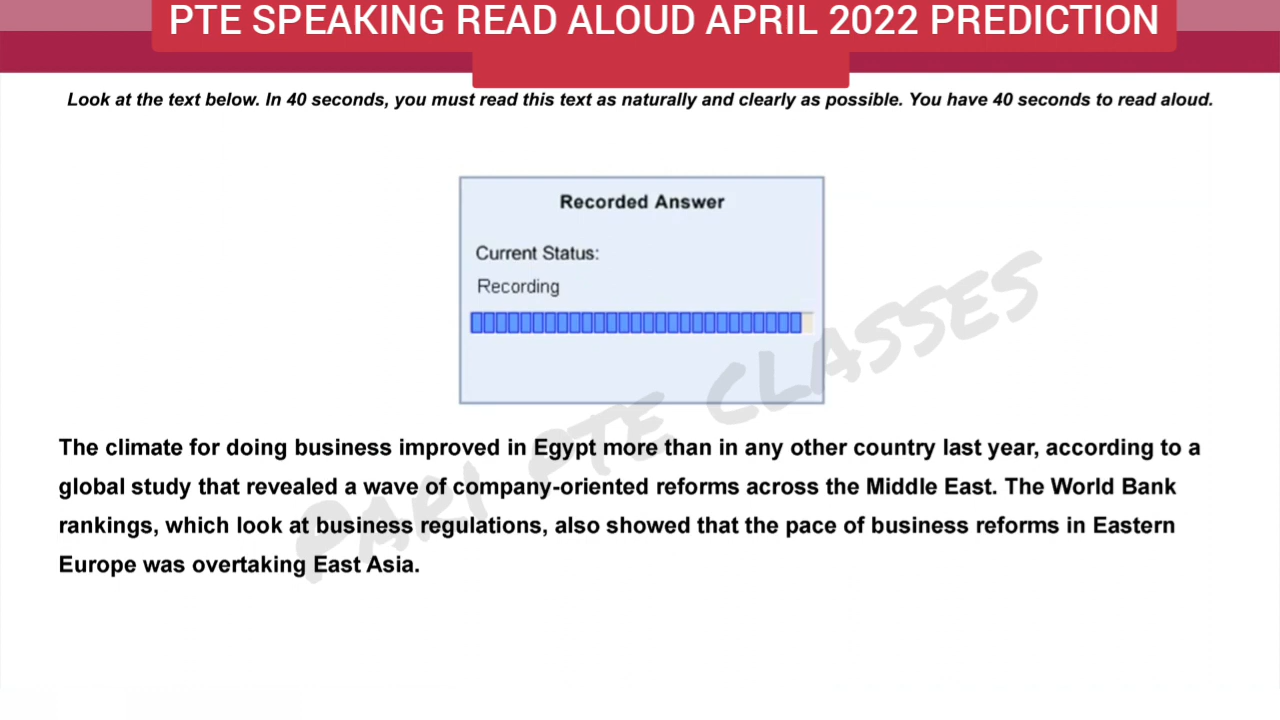 PTE SPEAKING READ ALOUD APRIL 2022 PREDICTION
Look at the text below. In 40 seconds, you must read this text as naturally and clearly as possible. You have 40 seconds to read aloud.
Recorded Answer
Current Status:
Recording
PARI PTE CLASSES
The climate for doing business improved in Egypt more than in any other country last year, according to a
global study that revealed a wave of company-oriented reforms across the Middle East. The World Bank
rankings, which look at business regulations, also showed that the pace of business reforms in Eastern
Europe was overtaking East Asia.